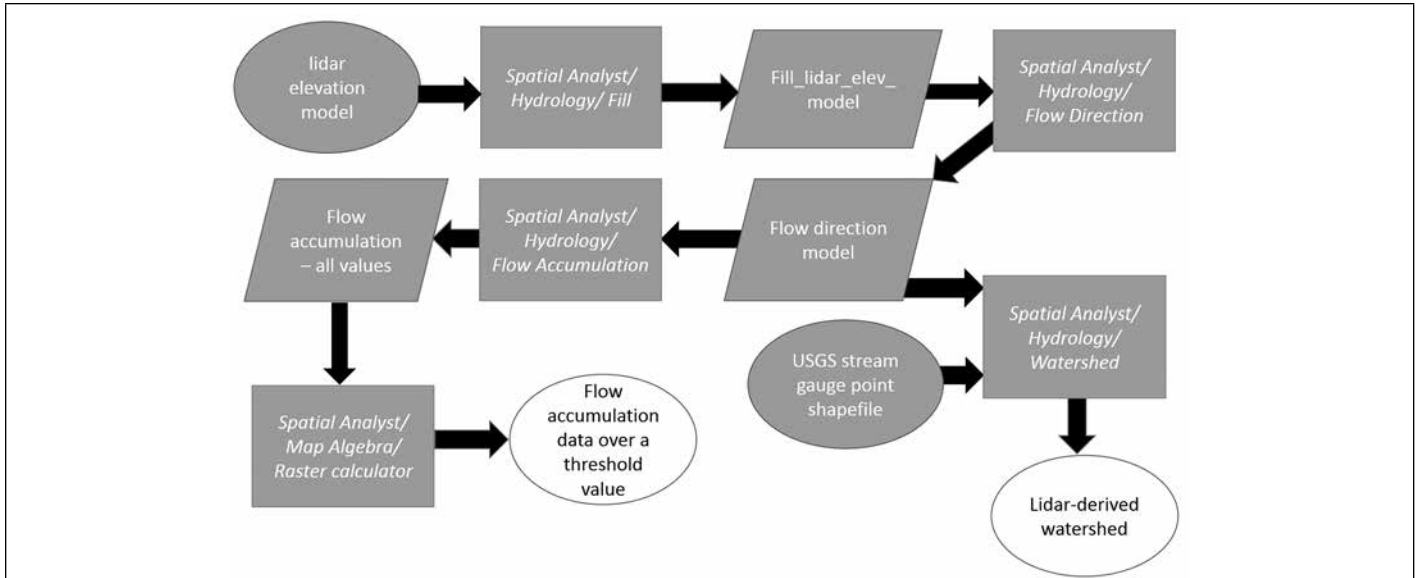 lidar
elevation
model
Spatial Analyst/
Hydrology/ Fill
Fill_lidar_elev_
model
Spatial Analyst/
Hydrology/
Flow Direction
Flow direction
model
Spatial Analyst/
Hydrology/
Flow Accumulation
Flow
accumulation
– all values
Spatial Analyst/
Map Algebra/
Raster calculator
Flow
accumulation
data over a
threshold
value
USGS stream
gauge point
shapefile
Spatial Analyst/
Hydrology/
Watershed
Lidar-derived
watershed